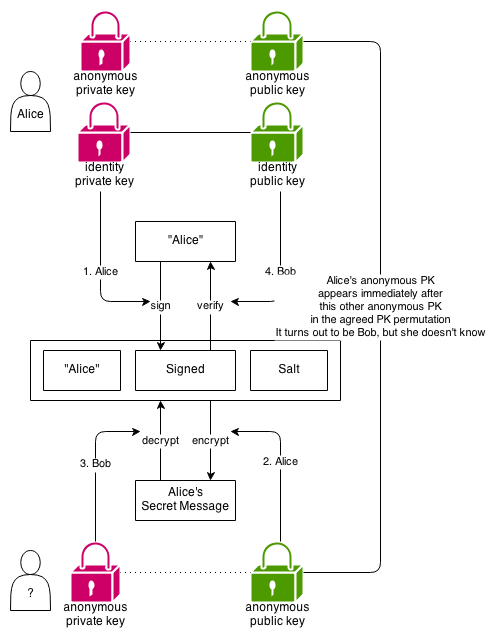 anonymous
private key
anonymous
public key
Alice
identity
private key
identity
public key
"Alice"
1. Alice
4. Bob
sign
verify
Alice's anonymous PK
appears immediately after
this other anonymous PK
in the agreed PK permutation
It turns out to be Bob, but she doesn't know
"Alice"
Signed
Salt
decrypt
encrypt
3. Bob
2. Alice
Alice's
Secret Message
?
anonymous
private key
anonymous
public key